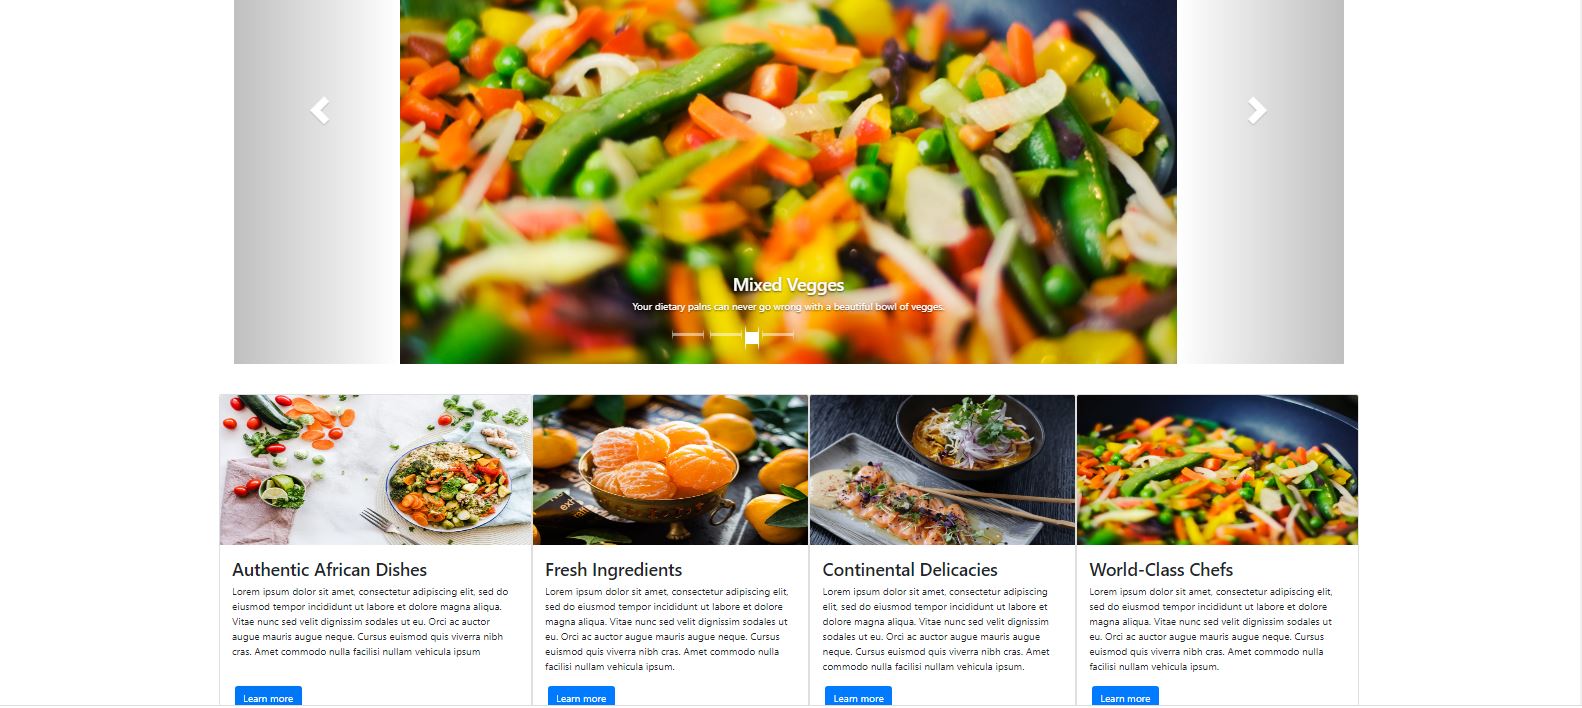 Mixed Vegges
Your dietary palns can never go wrong with a beautiful bowl of vegges.
Authentic African Dishes
Lorem ipsum dolor sit amet, consectetur adipiscing elit, sed do
eiusmod tempor incididunt ut labore et dolore magna aliqua.
Vitae nunc sed velit dignissim sodales ut eu. Orci ac auctor
augue mauris augue neque. Cursus euismod quis viverra nibh
cras. Amet commodo nulla facilisi nullam vehicula ipsum
Learn more
Fresh Ingredients
Lorem ipsum dolor sit amet, consectetur adipiscing elit,
sed do eiusmod tempor incididunt ut labore et dolore
magna aliqua. Vitae nunc sed velit dignissim sodales ut
eu. Orci ac auctor augue mauris augue neque. Cursus
euismod quis viverra nibh cras. Amet commodo nulla
facilisi nullam vehicula ipsum.
Learn more
Continental Delicacies
Lorem ipsum dolor sit amet, consectetur adipiscing
elit, sed do eiusmod tempor incididunt ut labore et
dolore magna aliqua. Vitae nunc sed velit dignissim
sodales ut eu. Orci ac auctor augue mauris augue
neque. Cursus euismod quis viverra nibh cras. Amet
commodo nulla facilisi nullam vehicula ipsum.
Learn more
World-Class Chefs
Lorem ipsum dolor sit amet, consectetur adipiscing elit,
sed do eiusmod tempor incididunt ut labore et dolore
magna aliqua. Vitae nunc sed velit dignissim sodales ut
eu. Orci ac auctor augue mauris augue neque. Cursus
euismod quis viverra nibh cras. Amet commodo nulla
facilisi nullam vehicula ipsum.
Learn more